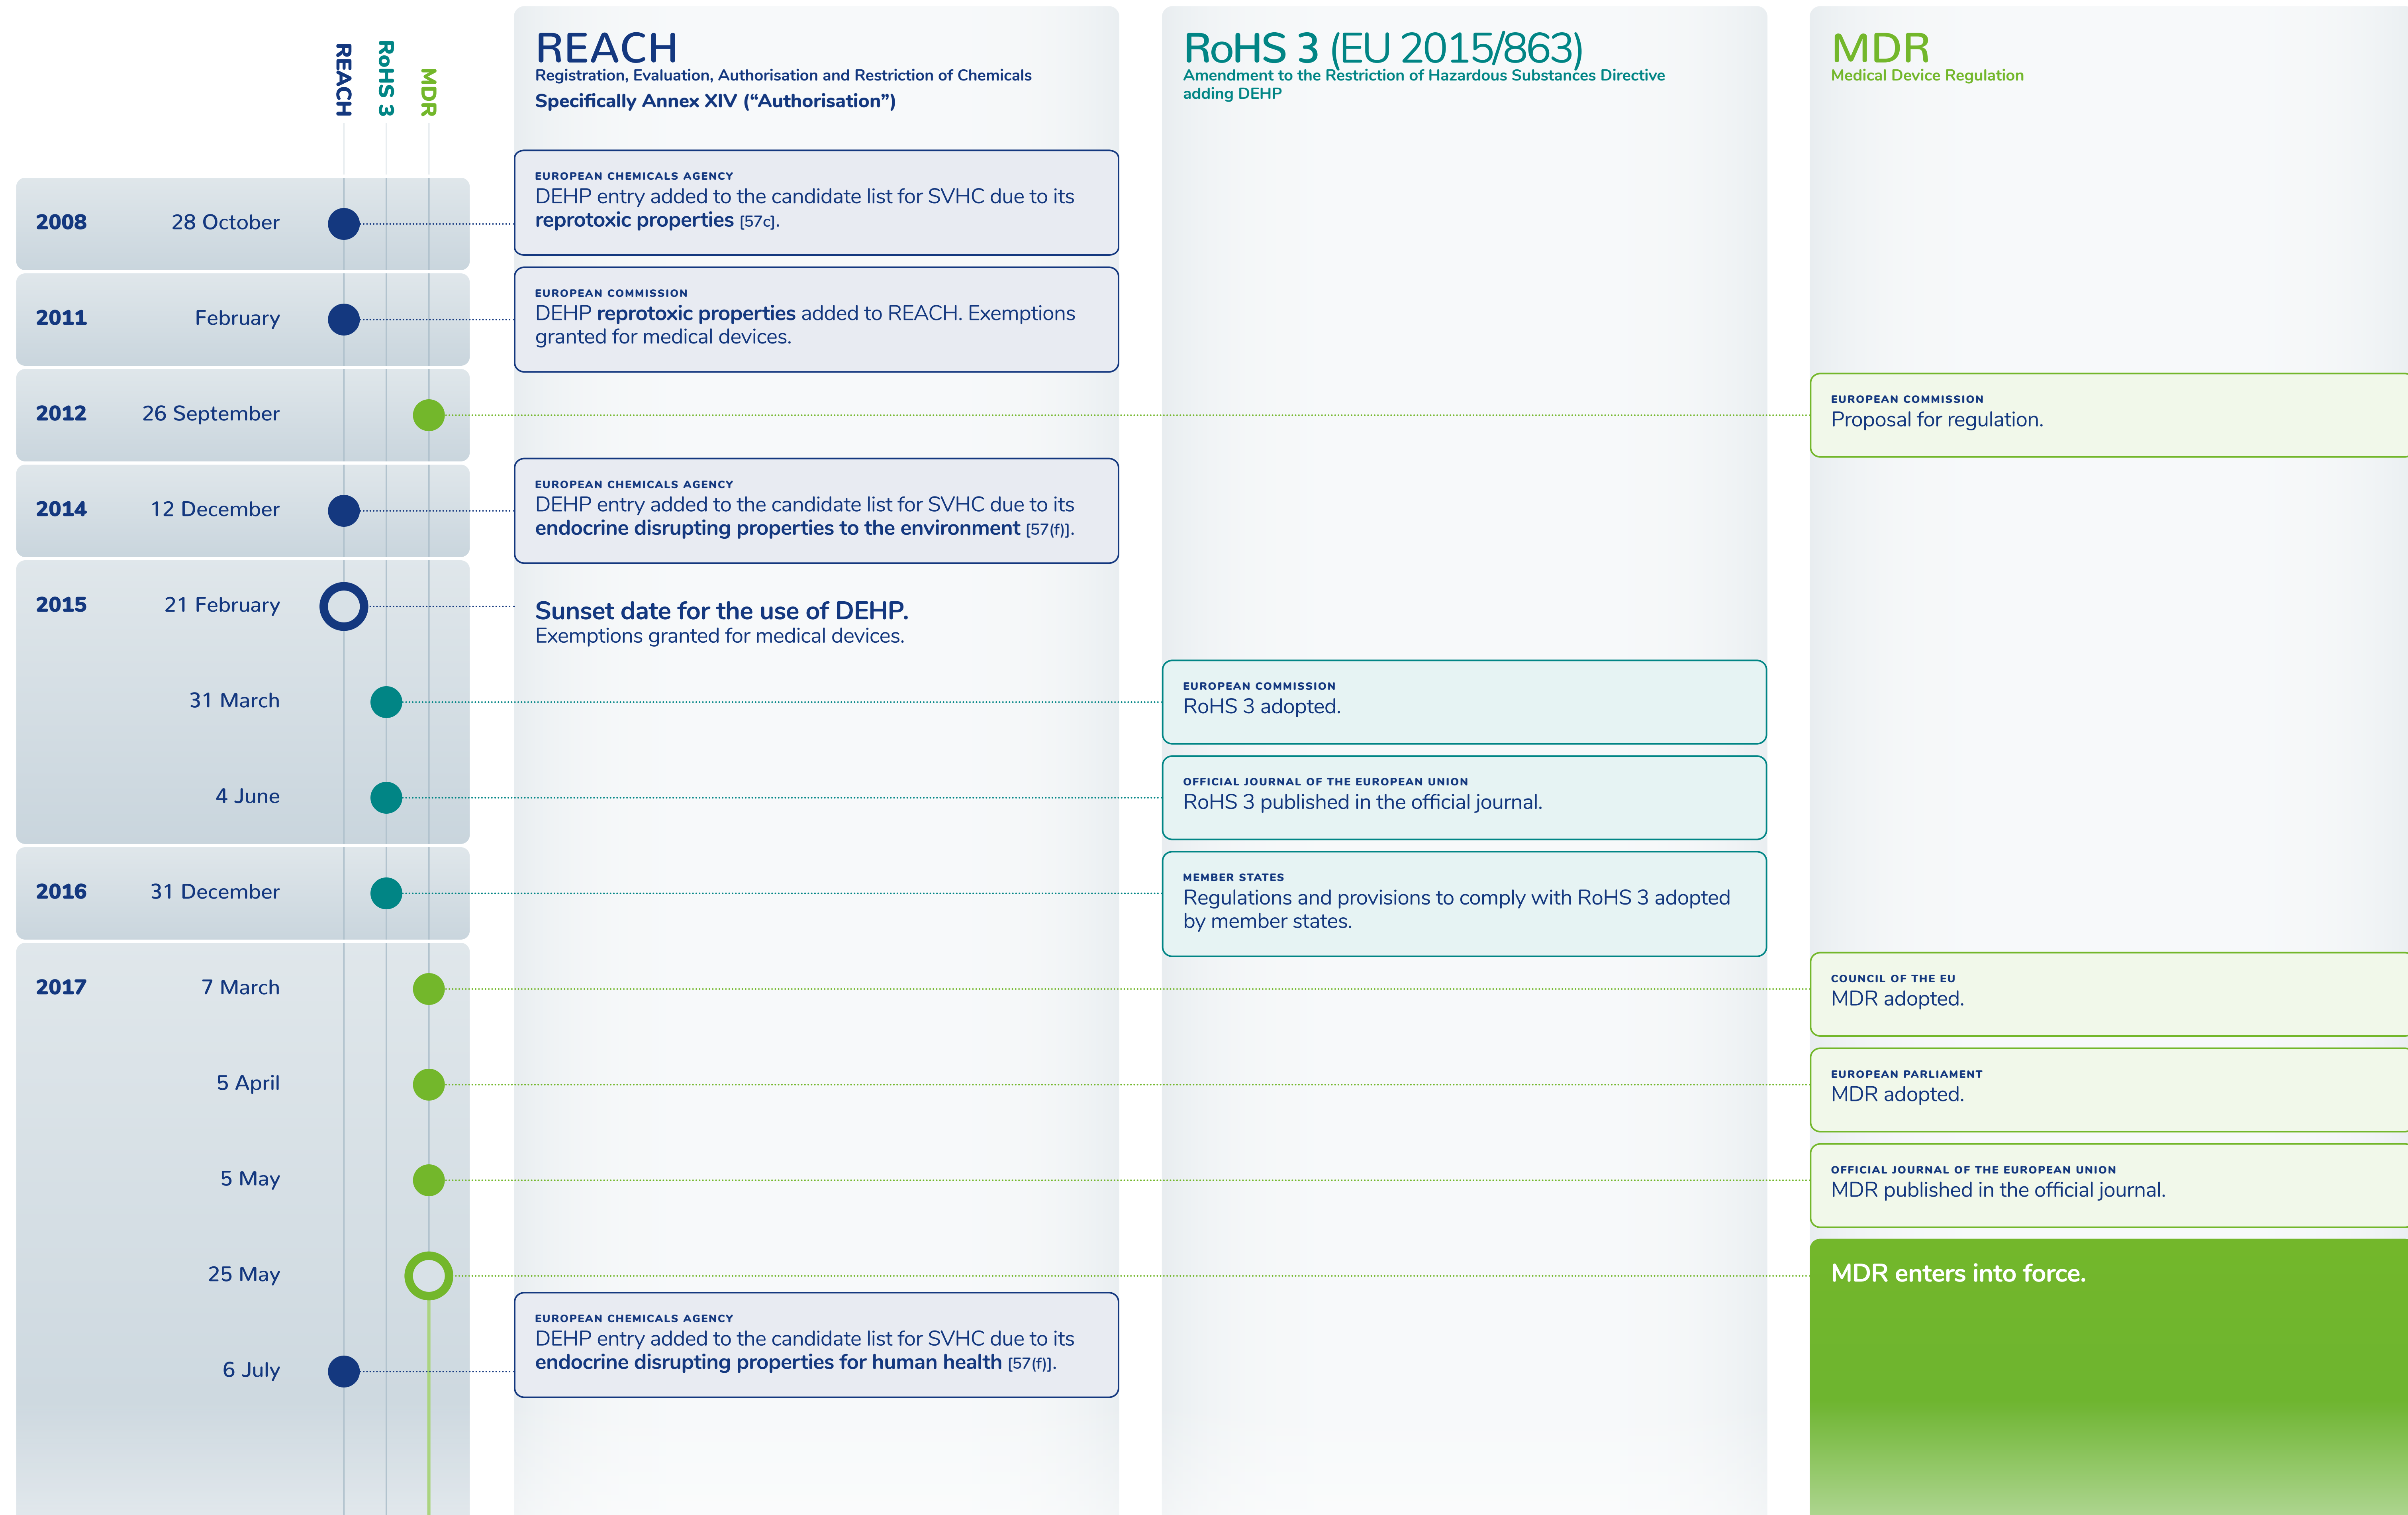 REACH
RoHS 3
MDR
REACH
Registration, Evaluation, Authorisation and Restriction of Chemicals
Specifically Annex XIV (“Authorisation”)
RoHS 3 (EU 2015/863)
Amendment to the Restriction of Hazardous Substances Directive
adding DEHP
MDR
Medical Device Regulation
2008 28 October
EUROPEAN CHEMICALS AGENCY
DEHP entry added to the candidate list for SVHC due to its
reprotoxic properties [57c].
2011 February
EUROPEAN COMMISSION
DEHP reprotoxic properties added to REACH. Exemptions
granted for medical devices.
2012 26 September
EUROPEAN COMMISSION
Proposal for regulation.
2014 12 December
EUROPEAN CHEMICALS AGENCY
DEHP entry added to the candidate list for SVHC due to its
endocrine disrupting properties to the environment [57(f)].
2015 21 February
Sunset date for the use of DEHP.
Exemptions granted for medical devices.
31 March
EUROPEAN COMMISSION
RoHS 3 adopted.
4 June
OFFICIAL JOURNAL OF THE EUROPEAN UNION
RoHS 3 published in the official journal.
2016 31 December
MEMBER STATES
Regulations and provisions to comply with RoHS 3 adopted
by member states.
2017 7 March
COUNCIL OF THE EU
MDR adopted.
5 April
EUROPEAN PARLIAMENT
MDR adopted.
5 May
OFFICIAL JOURNAL OF THE EUROPEAN UNION
MDR published in the official journal.
25 May
MDR enters into force.
6 July
EUROPEAN CHEMICALS AGENCY
DEHP entry added to the candidate list for SVHC due to its
endocrine disrupting properties for human health [57(f)].